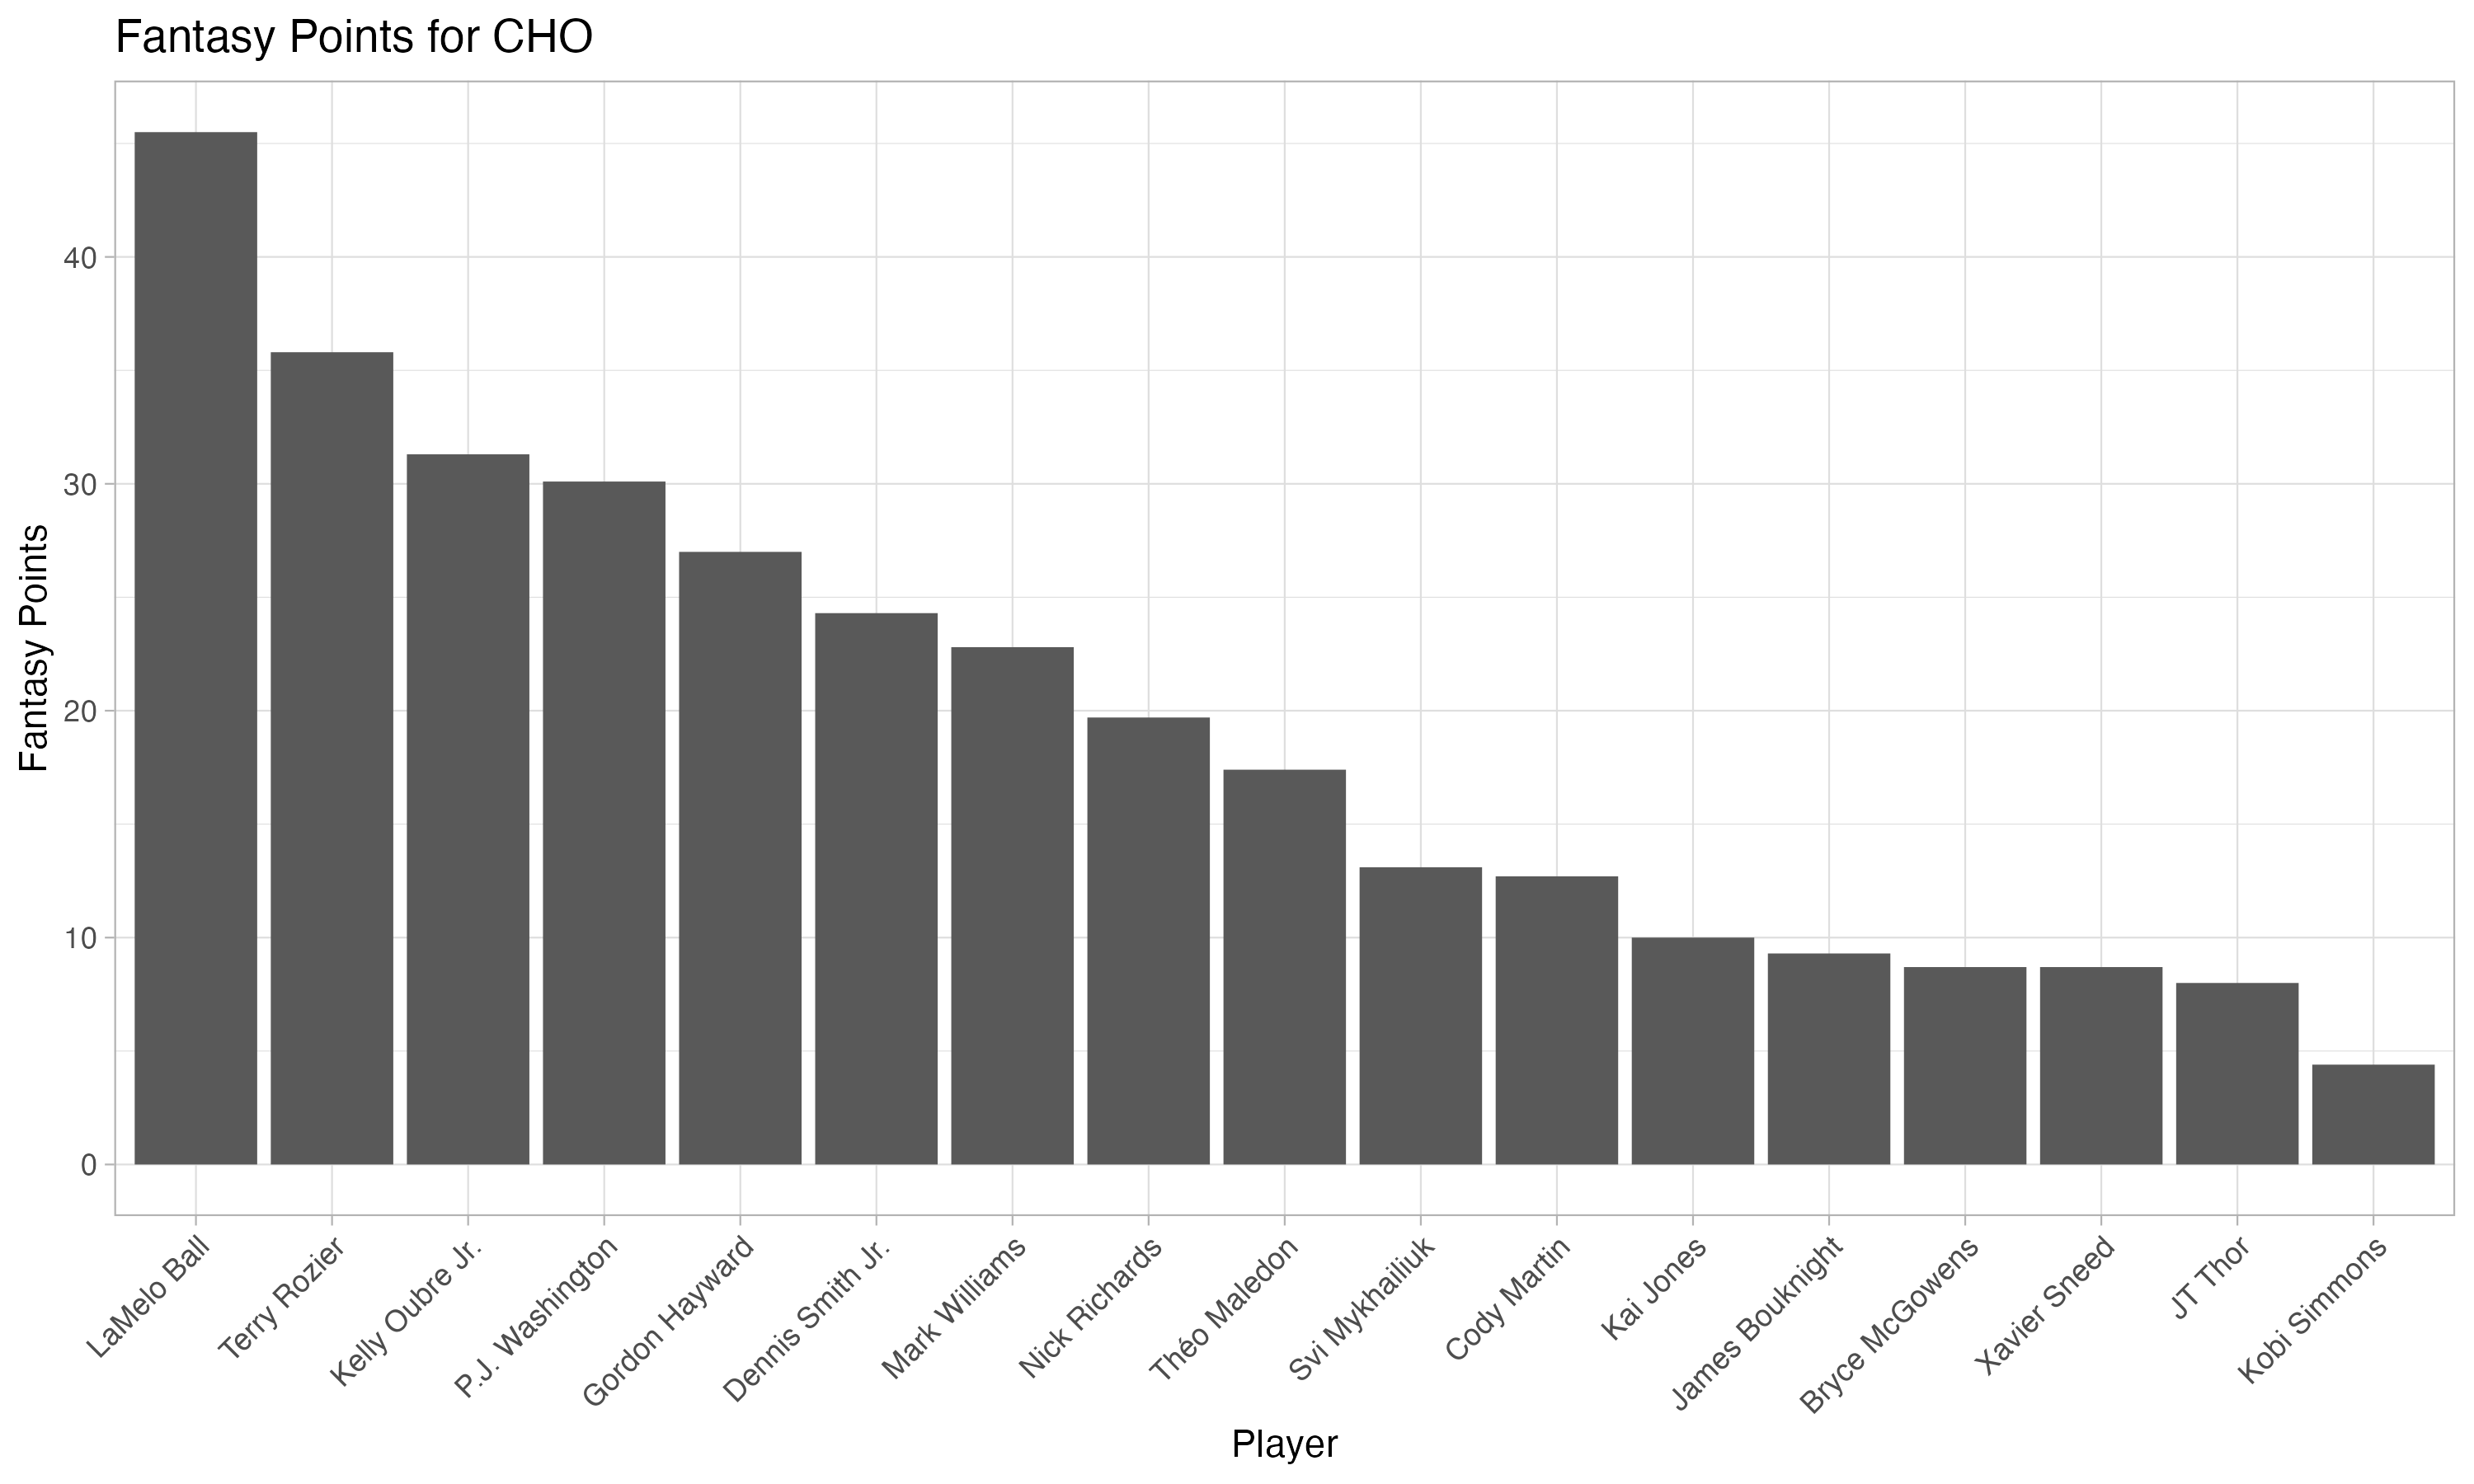 Fantasy Points for CHO
Fantasy Points
40
30
20
10
0
LaMelo Ball
Terry Rozier
Kelly Oubre Jr.
P.J. Washington
Gordon Hayward
Dennis Smith Jr.
Mark Williams
Nick Richards
Théo Maledon
Svi Mykhailiuk
Cody Martin
Kai Jones
James Bouknight
Bryce McGowens
Xavier Sneed
JT Thor
Kobi Simmons
Player